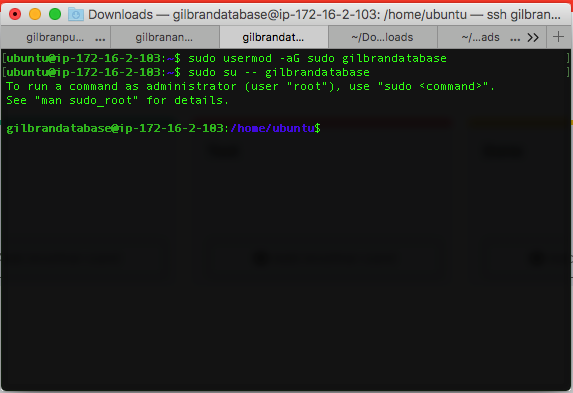 Downloads — gilbrandatabase@ip-172-16-2-103: /home/ubuntu — ssh gilbran...
gilbranpu... ... gilbranan... gilbrandat... ~/Do...loads ~/...ads ... >> +
[ubuntu@ip-172-16-2-103:~$ sudo usermod -aG sudo gilbrandatabase ]
[ubuntu@ip-172-16-2-103:~$ sudo su -- gilbrandatabase ]
To run a command as administrator (user "root"), use "sudo <command>".
See "man sudo_root" for details.
gilbrandatabase@ip-172-16-2-103:/home/ubuntu$